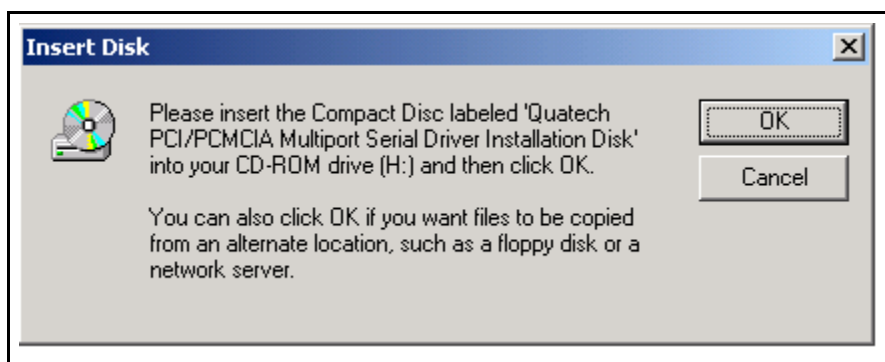 Insert Disk
Please insert the Compact Disc labeled 'Quatech
PCI/PCMCIA Multiport Serial Driver Installation Disk'
into your CD-ROM drive (H:) and then click OK.
You can also click OK if you want files to be copied
from an alternate location, such as a floppy disk or a
network server.
OK
Cancel